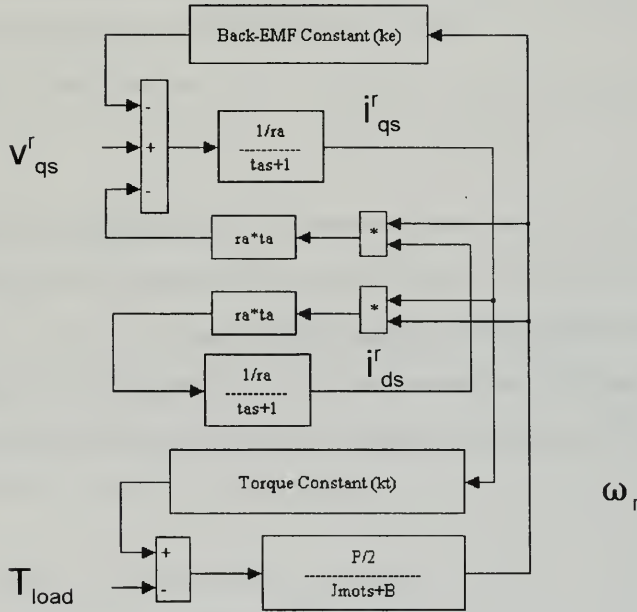 Back-EMF Constant (ke)
-
+
-
v^r_qs
1/ra
tas+1
i^r_qs
ra*ta
*
ra*ta
*
1/ra
tas+1
i^r_ds
Torque Constant (kt)
ω_r
+
-
T_load
P/2
Jmots+B